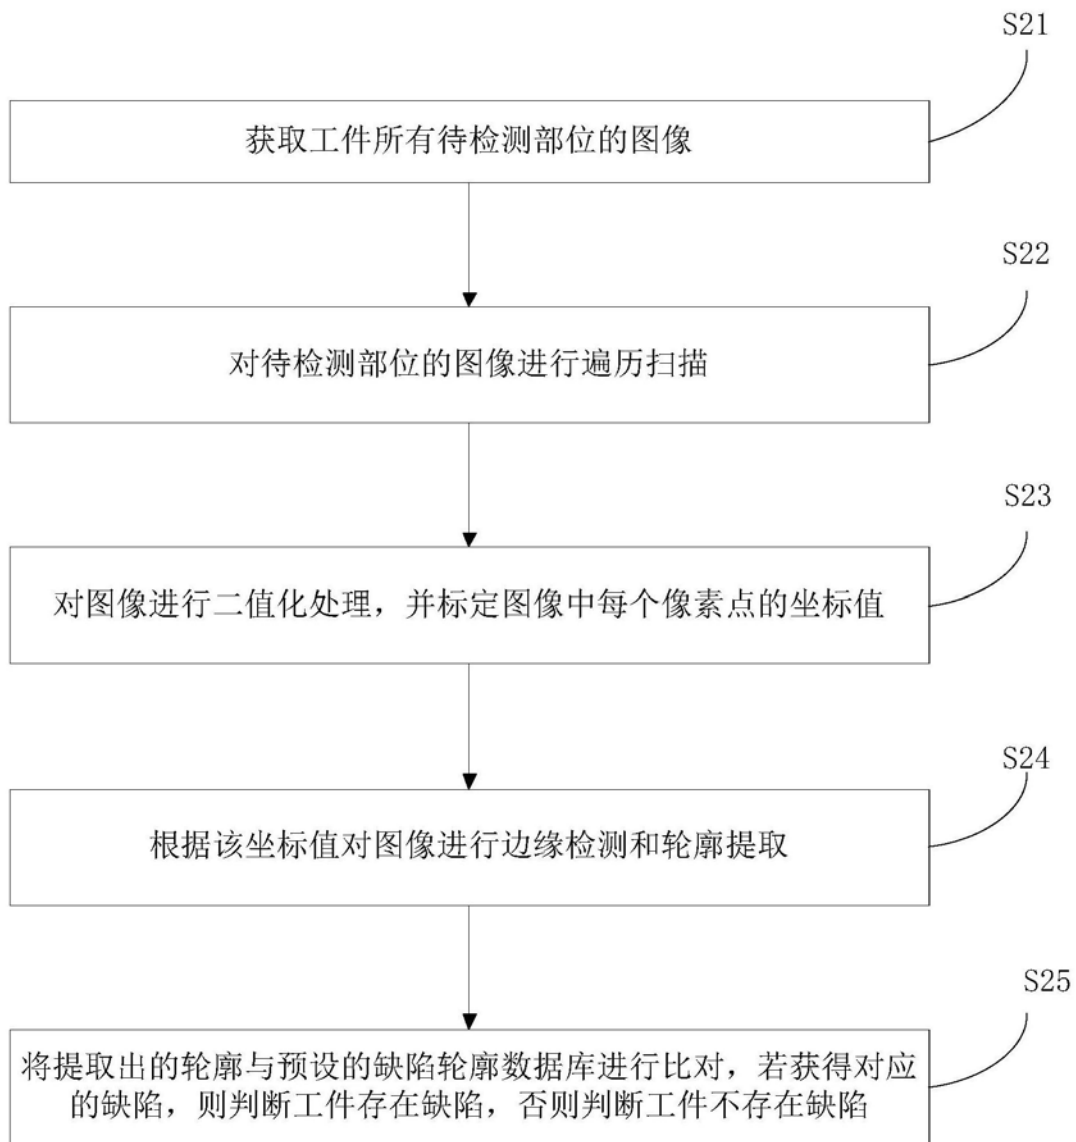 S21
获取工件所有待检测部位的图像
S22
对待检测部位的图像进行遍历扫描
S23
对图像进行二值化处理，并标定图像中每个像素点的坐标值
S24
根据该坐标值对图像进行边缘检测和轮廓提取
S25
将提取出的轮廓与预设的缺陷轮廓数据库进行比对，若获得对应
的缺陷，则判断工件存在缺陷，否则判断工件不存在缺陷